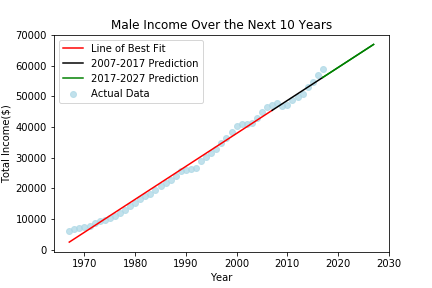 Male Income Over the Next 10 Years
70000
60000
50000
40000
30000
20000
10000
0
Total Income($)
Line of Best Fit
2007-2017 Prediction
2017-2027 Prediction
Actual Data
1970 1980 1990 2000 2010 2020 2030
Year